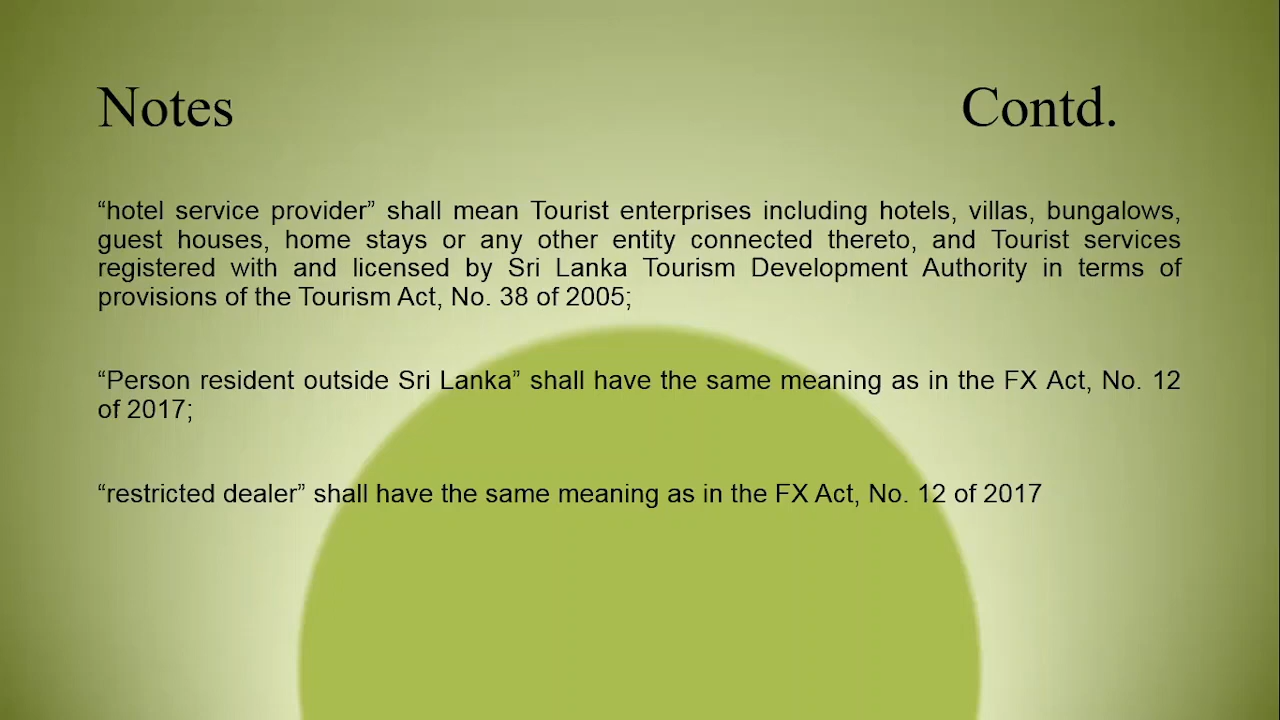 Notes Contd.
“hotel service provider” shall mean Tourist enterprises including hotels, villas, bungalows,
guest houses, home stays or any other entity connected thereto, and Tourist services
registered with and licensed by Sri Lanka Tourism Development Authority in terms of
provisions of the Tourism Act, No. 38 of 2005;
“Person resident outside Sri Lanka” shall have the same meaning as in the FX Act, No. 12
of 2017;
“restricted dealer” shall have the same meaning as in the FX Act, No. 12 of 2017